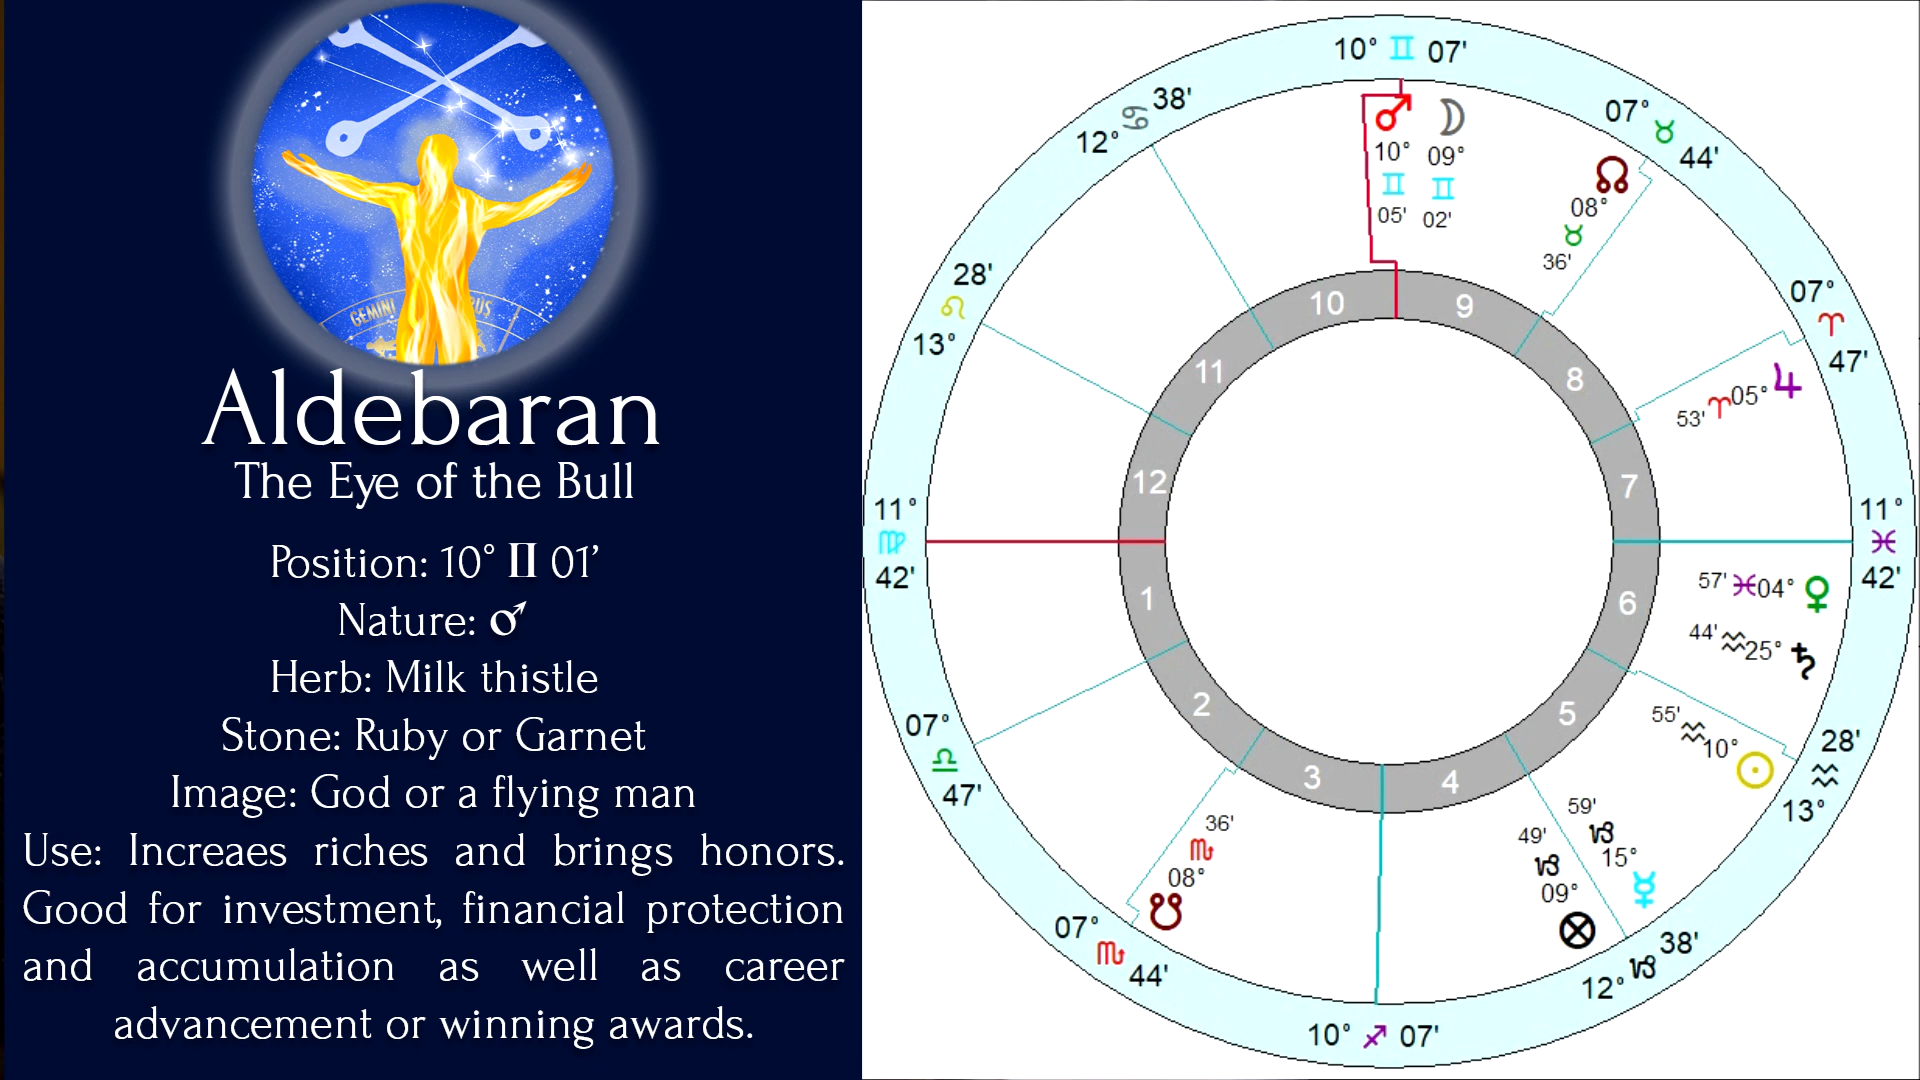 GEMINI
Aldebaran
The Eye of the Bull
Position: 10° ♊ 01’
Nature: ♂
Herb: Milk thistle
Stone: Ruby or Garnet
Image: God or a flying man
Use: Increaes riches and brings honors.
Good for investment, financial protection
and accumulation as well as career
advancement or winning awards.
10° ♊ 07'
12° ♋ 38'
07° ♉ 44'
♂ 10° ♊ 05'
☽ 09° ♊ 02'
☊ 08° ♉ 36'
28' ♌ 13°
07° ♈ 47'
53' ♈ 05° ♃
10
9
11
8
12
7
11° ♍ 42'
11° ♓ 42'
1
6
57' ♓ 04° ♀
44' ♒ 25° ♄
2
5
3
4
55' ♒ 10° ☉
07° ♎ 47'
28' ♒ 13°
36' ♏ 08° ☋
49' ♑ 09° ⊗
59' ♑ 15° ☿
07° ♏ 44'
12° ♑ 38'
10° ♐ 07'